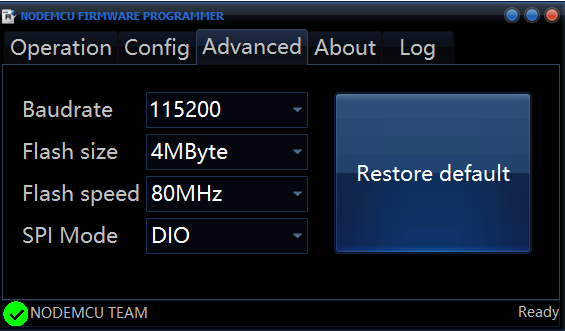 NODEMCU FIRMWARE PROGRAMMER
Operation Config Advanced About Log
Baudrate 115200
Flash size 4MByte
Flash speed 80MHz
SPI Mode DIO
Restore default
NODEMCU TEAM Ready